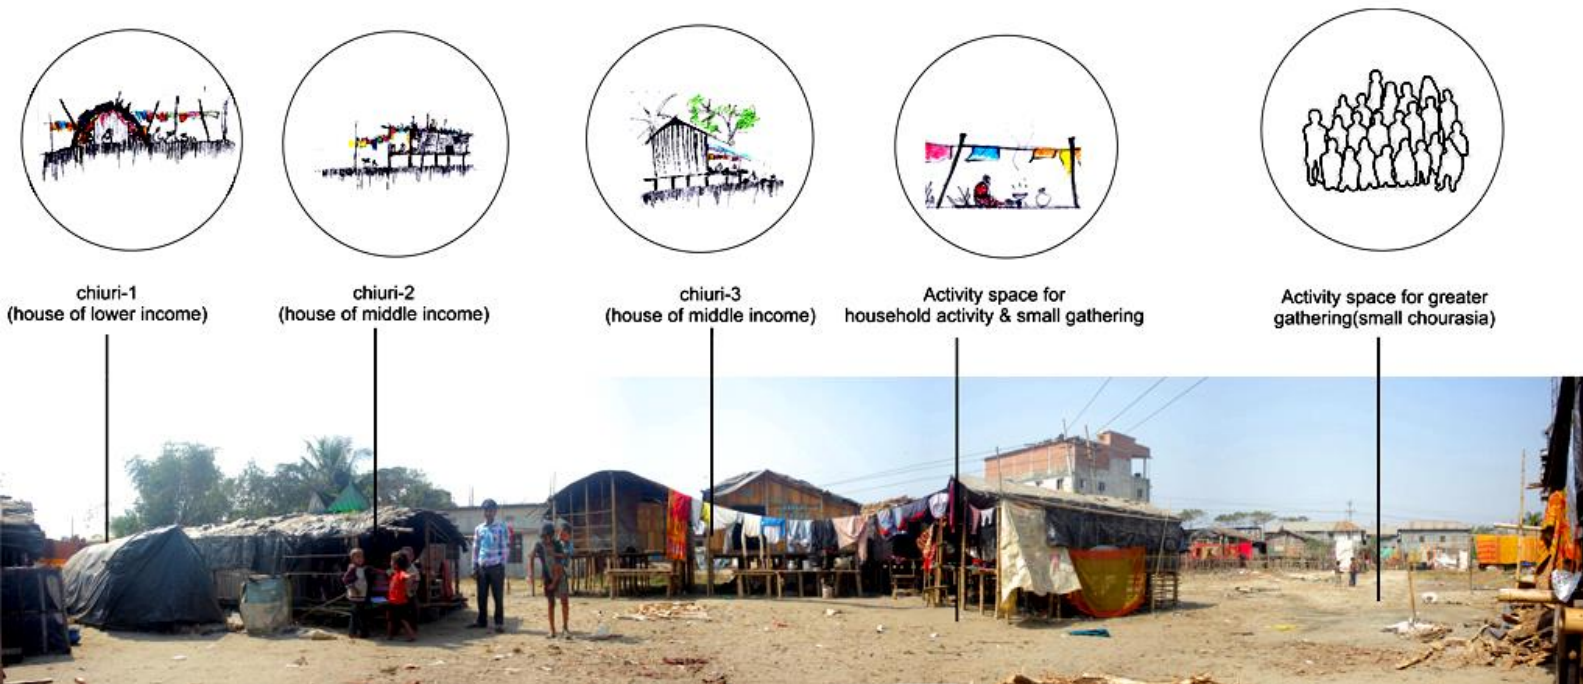 chiuri-1
(house of lower income)
chiuri-2
(house of middle income)
chiuri-3
(house of middle income)
Activity space for
household activity & small gathering
Activity space for greater
gathering(small chourasia)